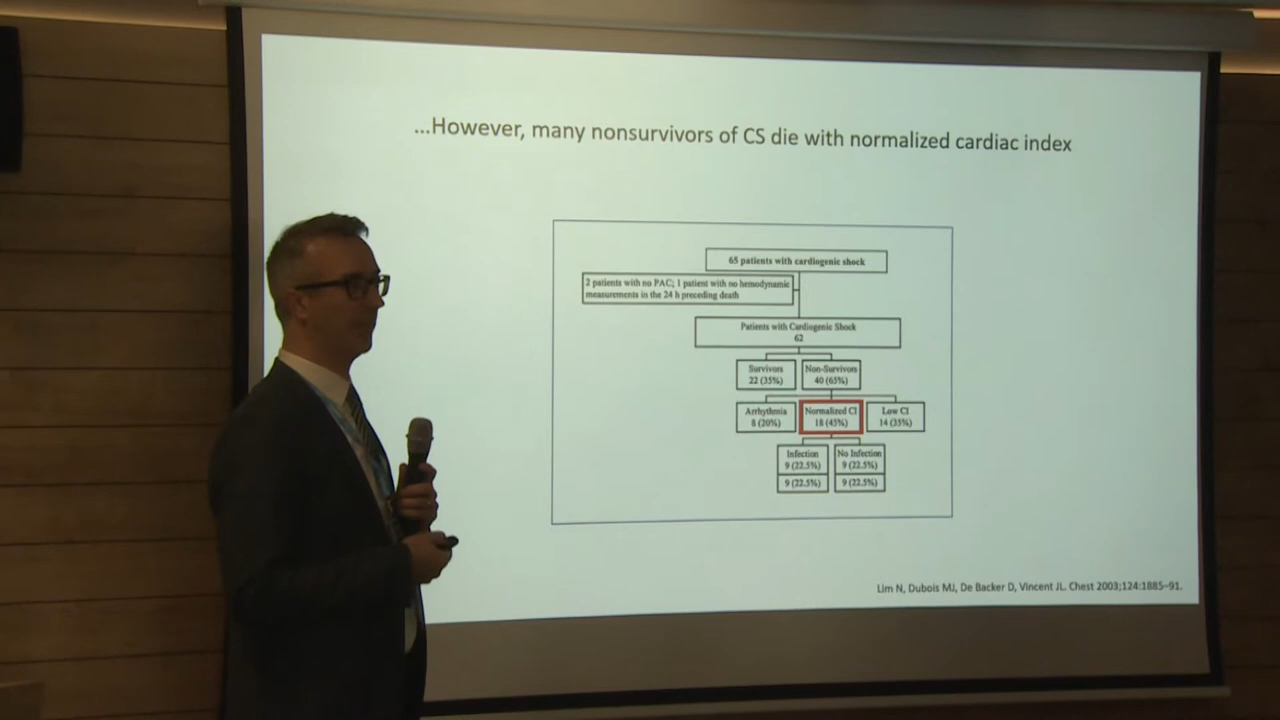 ...However, many nonsurvivors of CS die with normalized cardiac index
65 patients with cardiogenic shock
2 patients with no PAC; 1 patient with no hemodynamic
measurements in the 24 h preceding death
Patients with Cardiogenic Shock
62
Survivors
22 (35%)
Non-Survivors
40 (65%)
Arrhythmia
8 (20%)
Normalized CI
18 (45%)
Low CI
14 (35%)
Infection
9 (22.5%)
9 (22.5%)
No Infection
9 (22.5%)
9 (22.5%)
Lim N, Dubois MJ, De Backer D, Vincent JL. Chest 2003;124:1885–91.